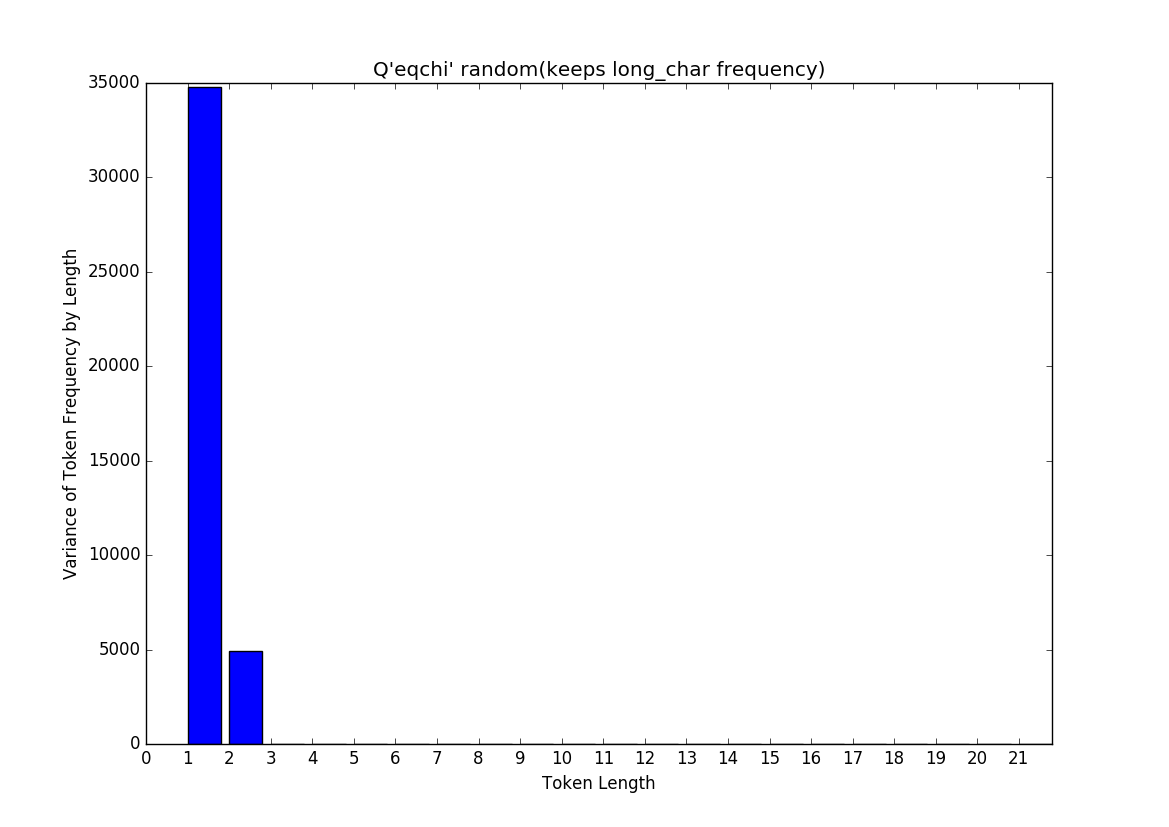 Q'eqchi' random(keeps long_char frequency)
35000
30000
25000
20000
15000
10000
5000
0
Variance of Token Frequency by Length
0 1 2 3 4 5 6 7 8 9 10 11 12 13 14 15 16 17 18 19 20 21
Token Length